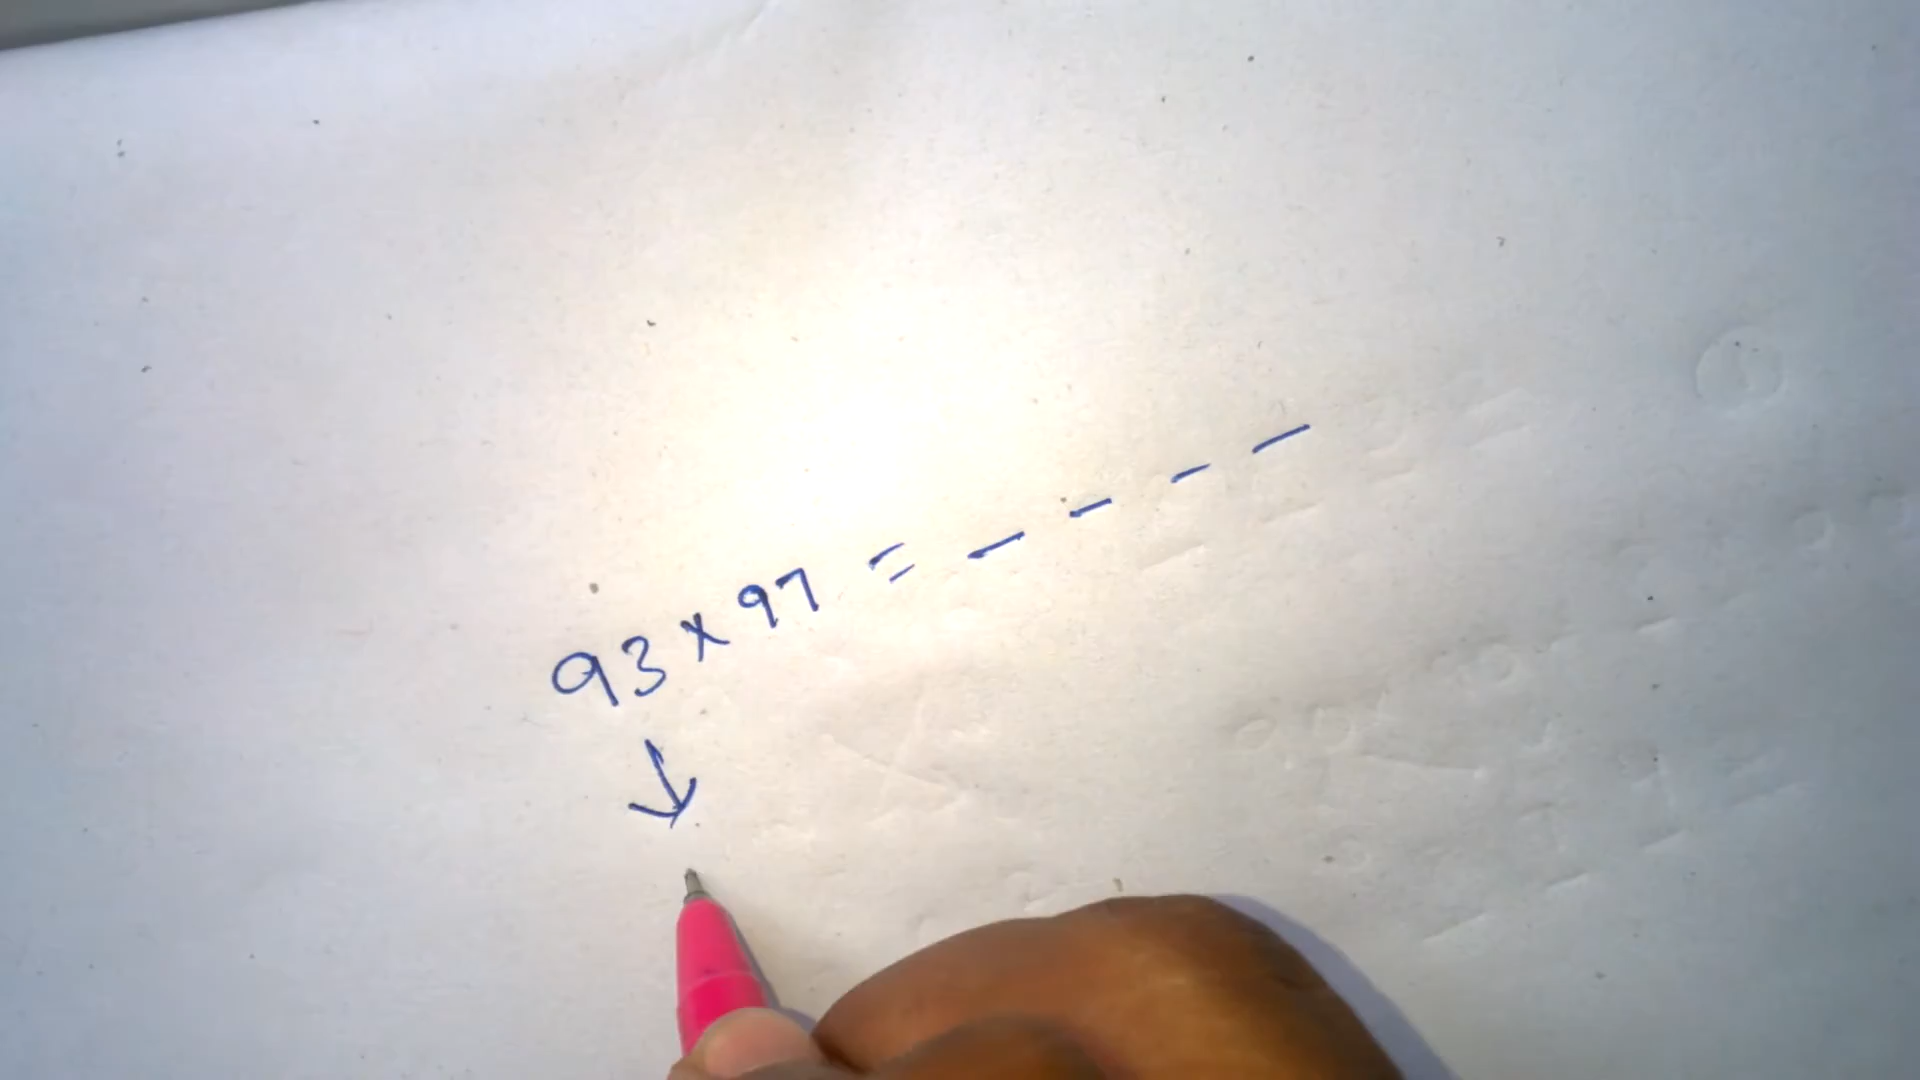 93 x 97 = _ _ _ _
↓